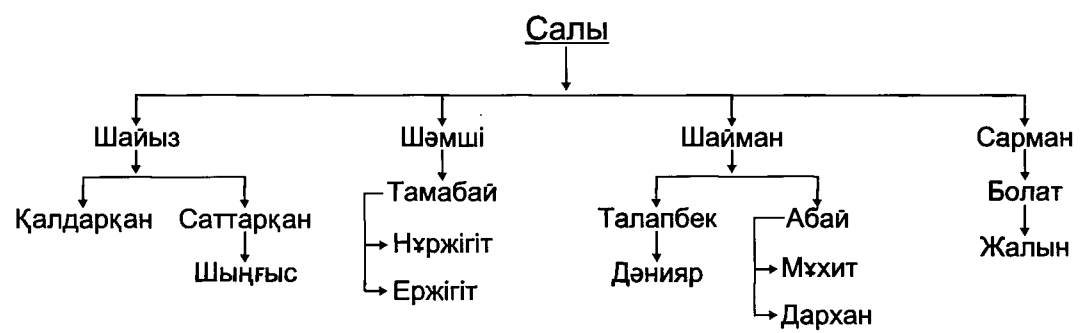 Салы
Шайыз Шәмші Шайман Сарман
Қалдарқан Саттарқан Тамабай Талапбек Абай Болат
Шыңғыс Нұржігіт Дәнияр Мұхит Жалын
Ержігіт Дархан